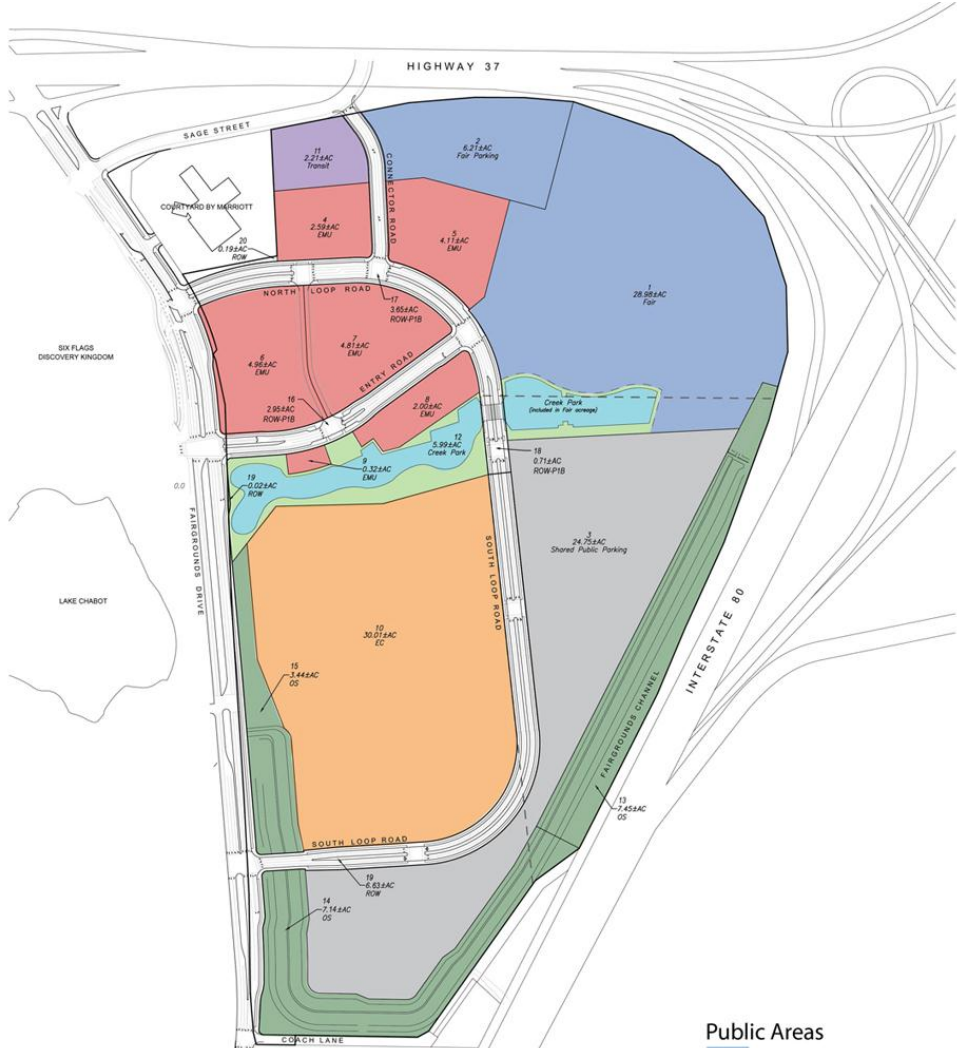 HIGHWAY 37
SAGE STREET
11
2.21±AC
Transit
2
6.21±AC
Fair Parking
CONNECTOR ROAD
COURTYARD BY MARRIOTT
4
2.59±AC
EMU
5
4.11±AC
EMU
20
0.19±AC
ROW
1
28.98±AC
Fair
NORTH LOOP ROAD
17
3.65±AC
ROW-P1B
SIX FLAGS
DISCOVERY KINGDOM
7
4.81±AC
EMU
6
4.96±AC
EMU
ENTRY ROAD
16
2.95±AC
ROW-P1B
8
2.00±AC
EMU
Creek Park
(included in Fair acreage)
12
5.99±AC
Creek Park
18
0.71±AC
ROW-P1B
9
0.32±AC
EMU
19
0.02±AC
ROW
0.0
FAIRGROUNDS DRIVE
SOUTH LOOP ROAD
3
24.75±AC
Shared Public Parking
LAKE CHABOT
INTERSTATE 80
10
30.01±AC
EC
15
3.44±AC
OS
FAIRGROUNDS CHANNEL
13
7.45±AC
OS
SOUTH LOOP ROAD
19
6.63±AC
ROW
14
7.14±AC
OS
COACH LANE
Public Areas